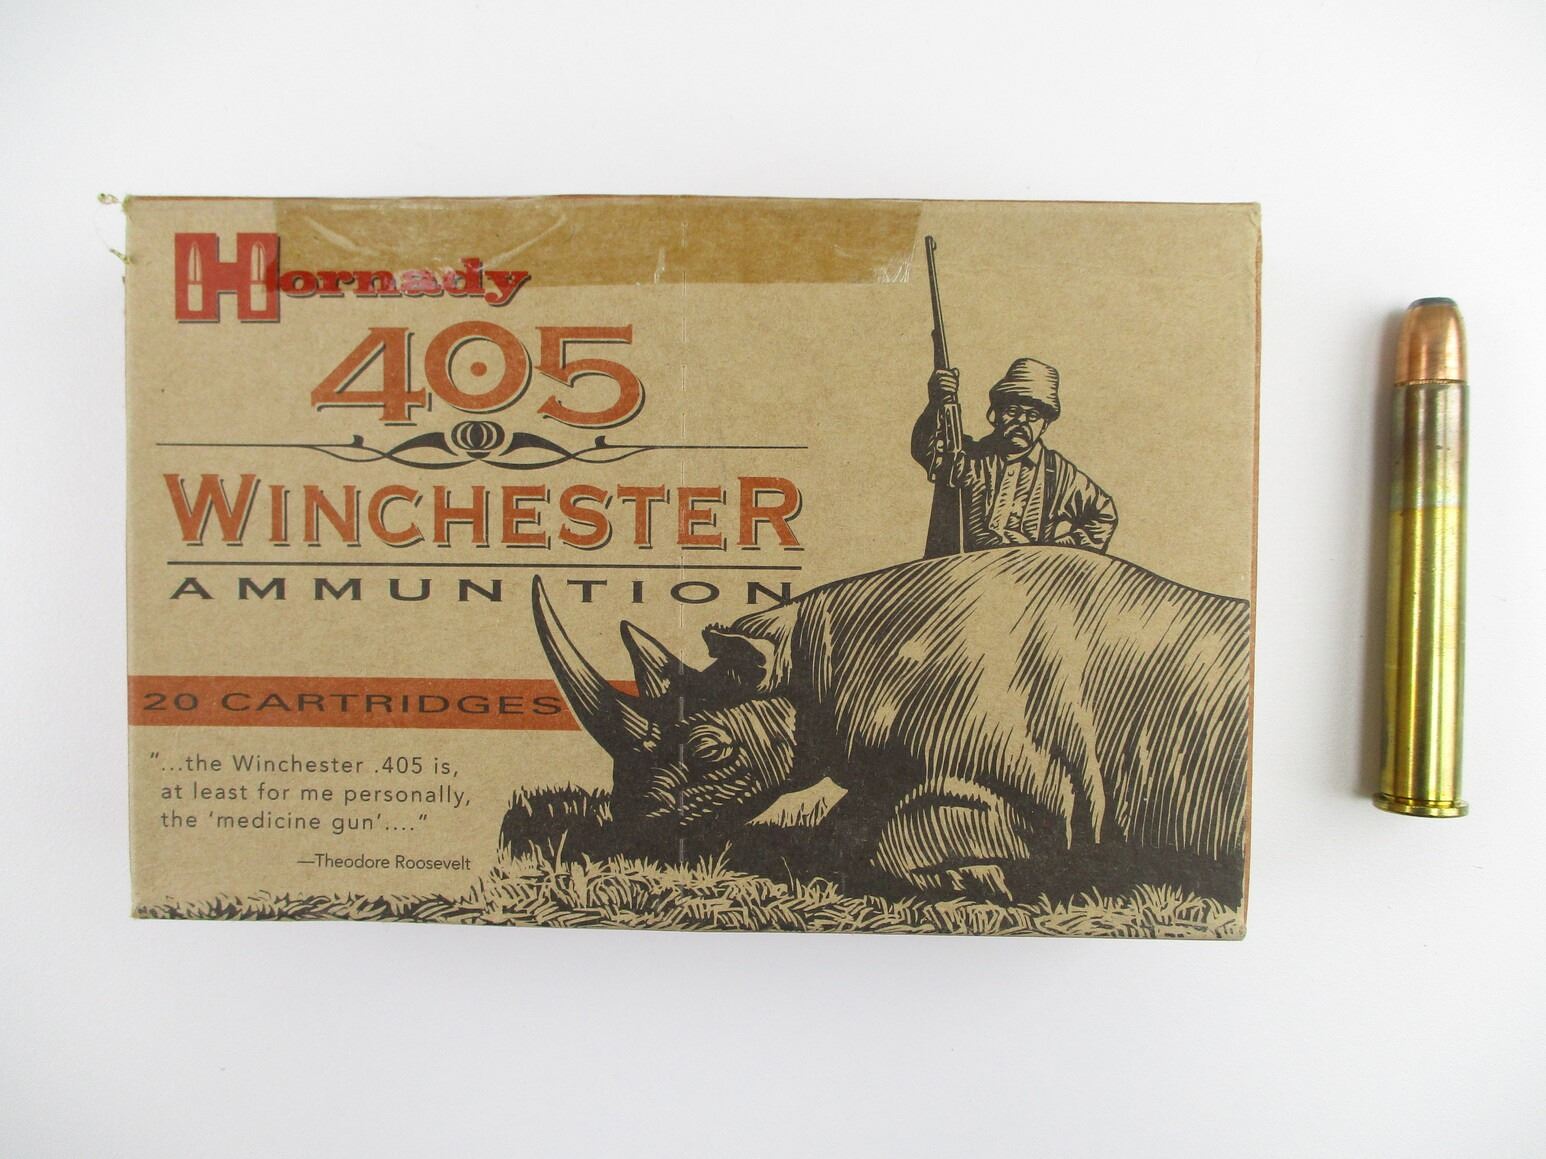 Hornady
405
WINCHESTER
AMMUNITION
20 CARTRIDGES
"...the Winchester .405 is,
at least for me personally,
the 'medicine gun'...."
—Theodore Roosevelt